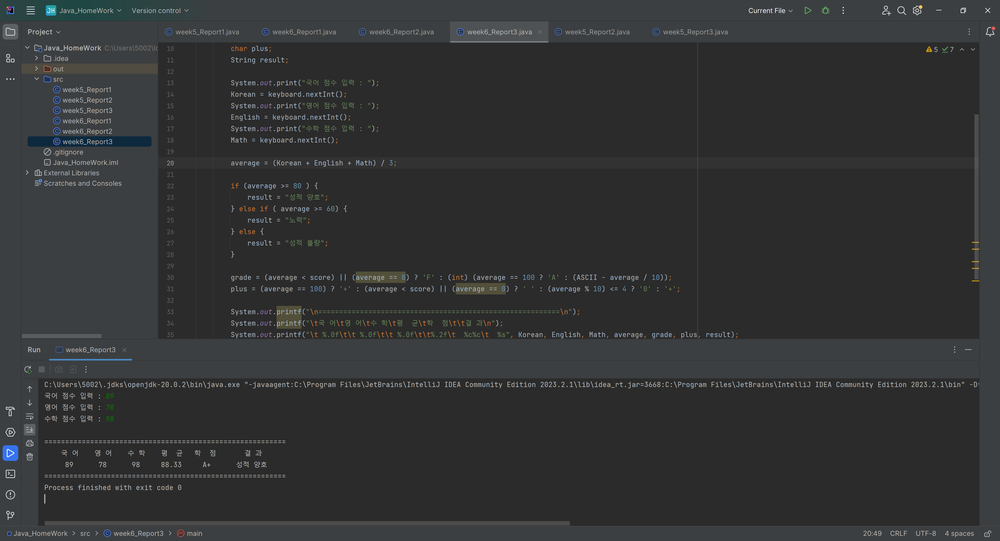 JH Java_HomeWork Version control Current File
Project
week5_Report1.java week6_Report1.java week6_Report2.java week6_Report3.java week5_Report2.java week5_Report3.java
Java_HomeWork
.idea
out
src
week5_Report1
week5_Report2
week5_Report3
week6_Report1
week6_Report2
week6_Report3
.gitignore
Java_HomeWork.iml
External Libraries
Scratches and Consoles
5 7
10 char plus;
11 String result;
12
13 System.out.print("국어 점수 입력 : ");
14 Korean = keyboard.nextInt();
15 System.out.print("영어 점수 입력 : ");
16 English = keyboard.nextInt();
17 System.out.print("수학 점수 입력 : ");
18 Math = keyboard.nextInt();
19
20 average = (Korean + English + Math) / 3;
21
22 if (average >= 80 ) {
23 result = "성적 양호";
24 } else if ( average >= 60) {
25 result = "노력";
26 } else {
27 result = "성적 불량";
28 }
29
30 grade = (average < score) || (average == 0) ? 'F' : (int) (average == 100 ? 'A' : (ASCII - average / 10));
31 plus = (average == 100) ? '+' : (average < score) || (average == 0) ? ' ' : (average % 10) <= 4 ? '0' : '+';
32
33 System.out.printf("\n==========================================================\n");
34 System.out.printf("\t국 어\t영 어\t수 학\t평  균\t학  점\t\t결 과\n");
35 System.out.printf("\t %.0f\t\t %.0f\t\t %.0f\t\t%.2f\t  %c%c\t  %s", Korean, English, Math, average, grade, plus, result);
Run week6_Report3
C:\Users\5002\.jdks\openjdk-20.0.2\bin\java.exe "-javaagent:C:\Program Files\JetBrains\IntelliJ IDEA Community Edition 2023.2.1\lib\idea_rt.jar=3668:C:\Program Files\JetBrains\IntelliJ IDEA Community Edition 2023.2.1\bin"
국어 점수 입력 : 89
영어 점수 입력 : 78
수학 점수 입력 : 98
==========================================================
국 어 영 어 수 학 평  균 학  점 결 과
89 78 98 88.33 A+ 성적 양호
==========================================================
Process finished with exit code 0
Java_HomeWork > src > week6_Report3 > main 20:49 CRLF UTF-8 4 spaces